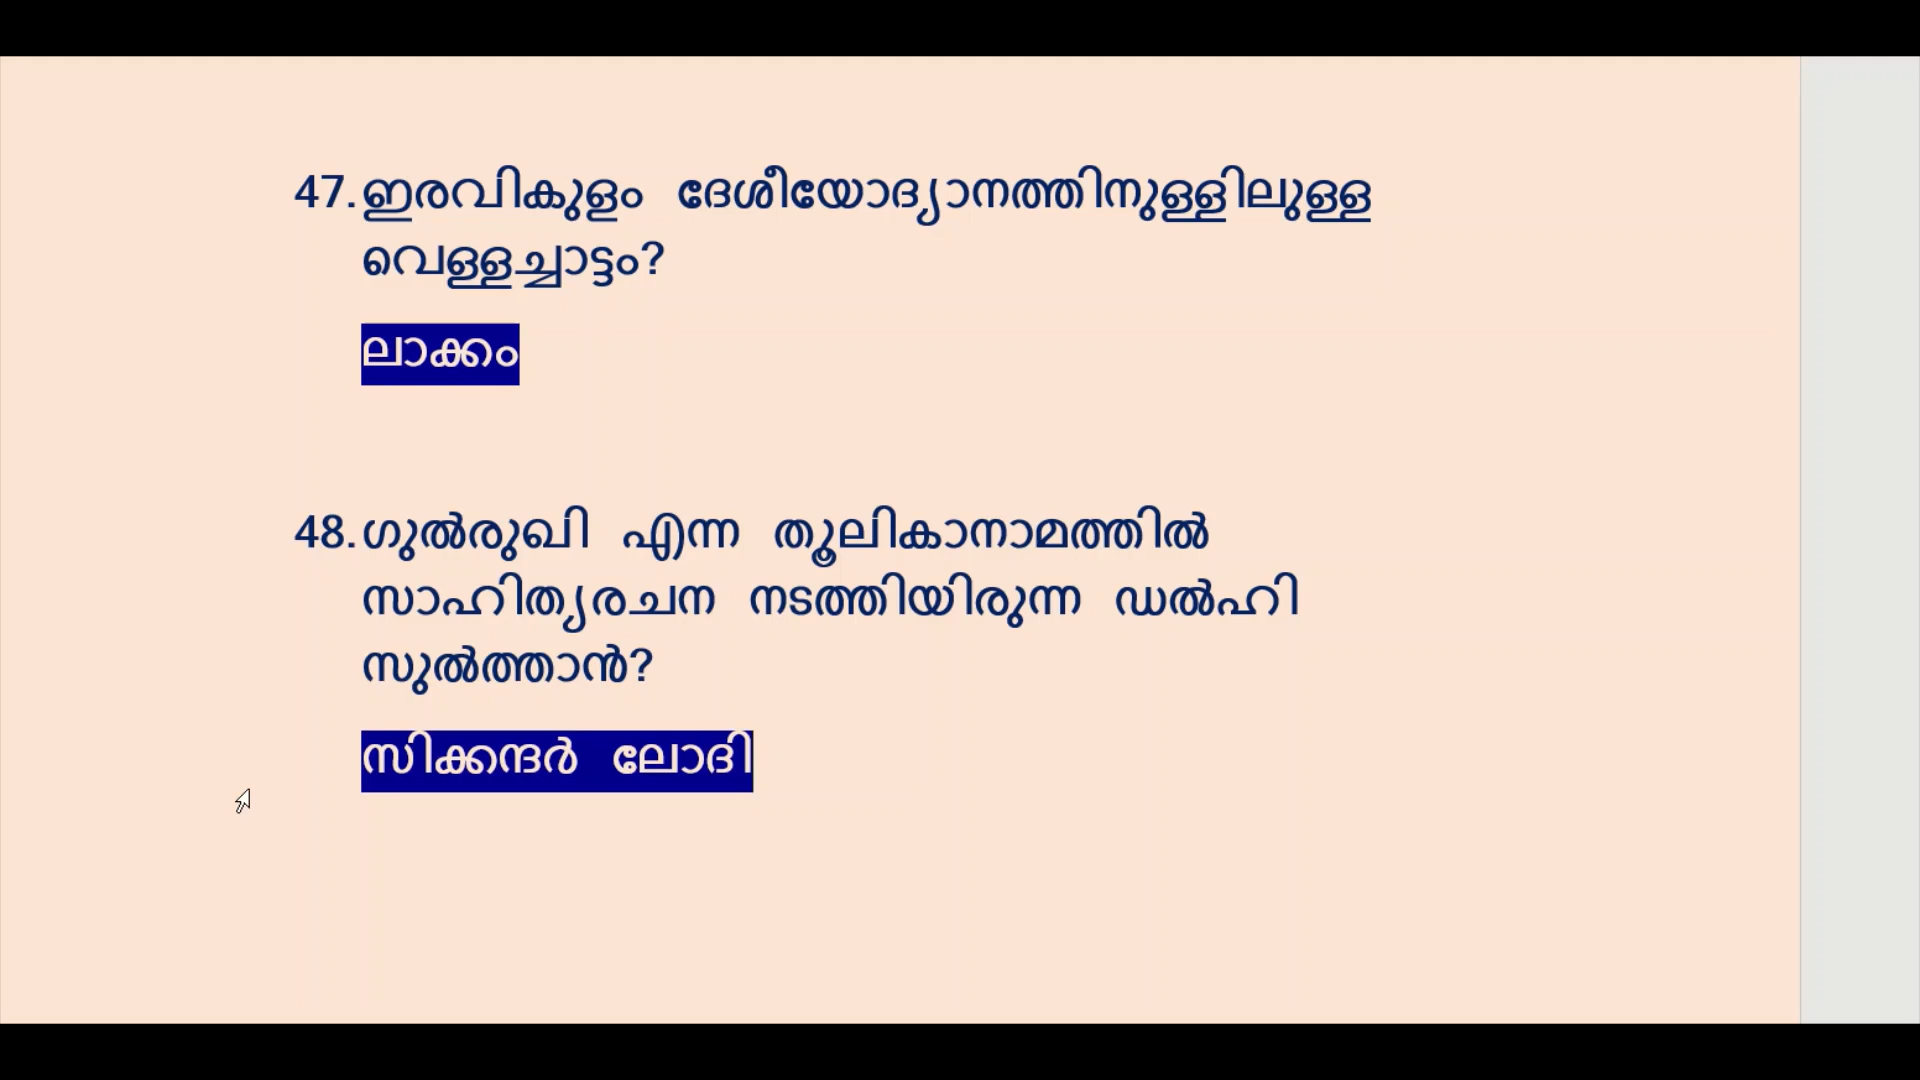 47.ഇരവികുളം ദേശീയോദ്യാനത്തിനുള്ളിലുള്ള
വെള്ളച്ചാട്ടം?
ലാക്കം
48.ഗുൽരുഖി എന്ന തൂലികാനാമത്തിൽ
സാഹിത്യരചന നടത്തിയിരുന്ന ഡൽഹി
സുൽത്താൻ?
സിക്കന്ദർ ലോദി